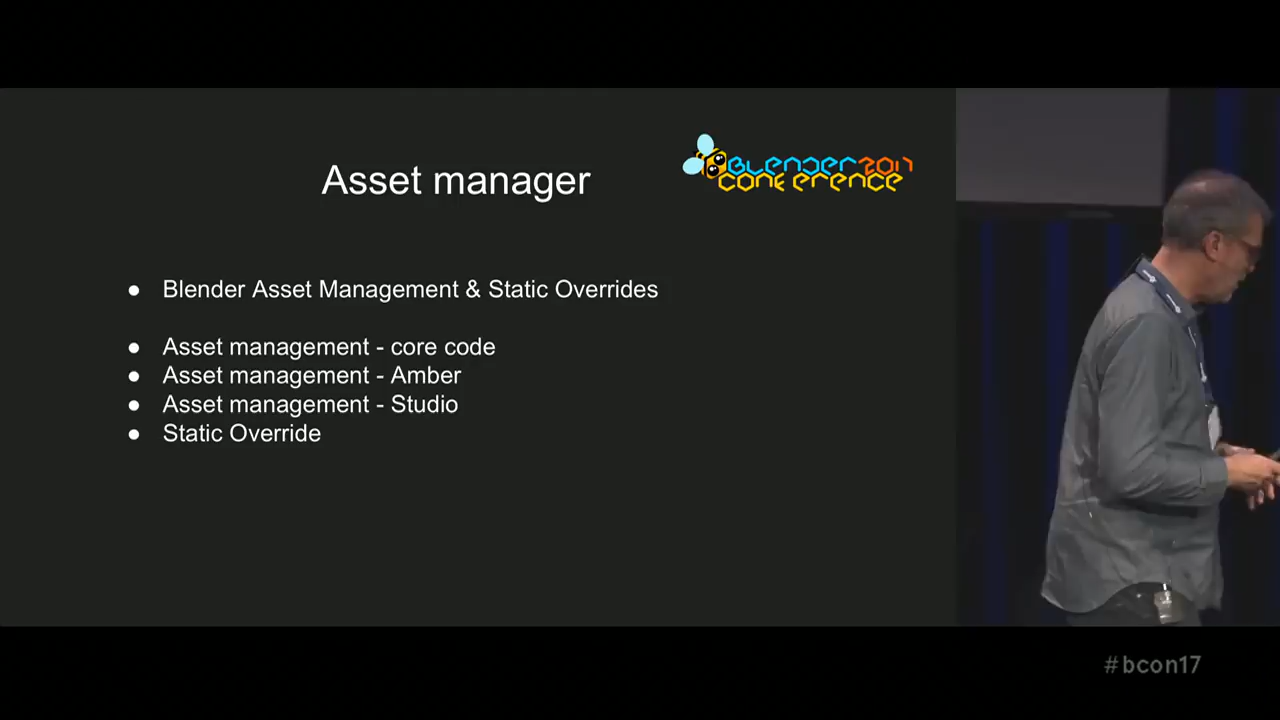 Asset manager
BLENDER 2017
CONFERENCE
● Blender Asset Management & Static Overrides
● Asset management - core code
● Asset management - Amber
● Asset management - Studio
● Static Override
#bcon17